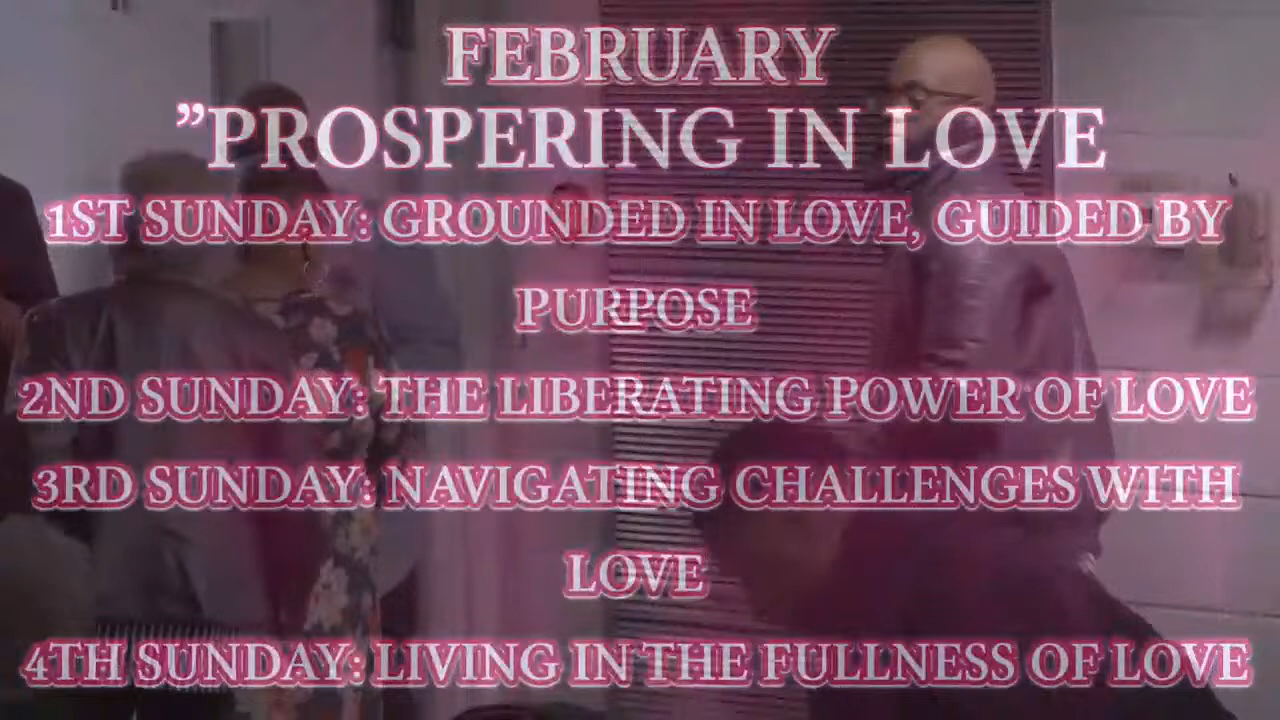 FEBRUARY
”PROSPERING IN LOVE
1ST SUNDAY: GROUNDED IN LOVE, GUIDED BY
PURPOSE
2ND SUNDAY: THE LIBERATING POWER OF LOVE
3RD SUNDAY: NAVIGATING CHALLENGES WITH
LOVE
4TH SUNDAY: LIVING IN THE FULLNESS OF LOVE